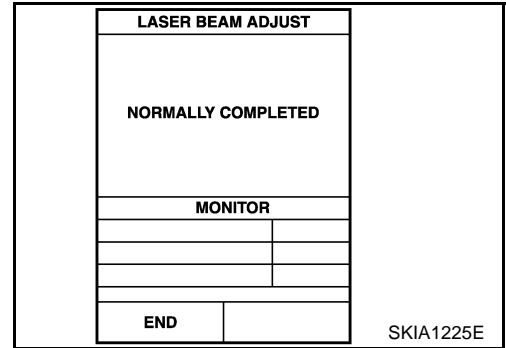 LASER BEAM ADJUST
NORMALLY COMPLETED
MONITOR
END
SKIA1225E